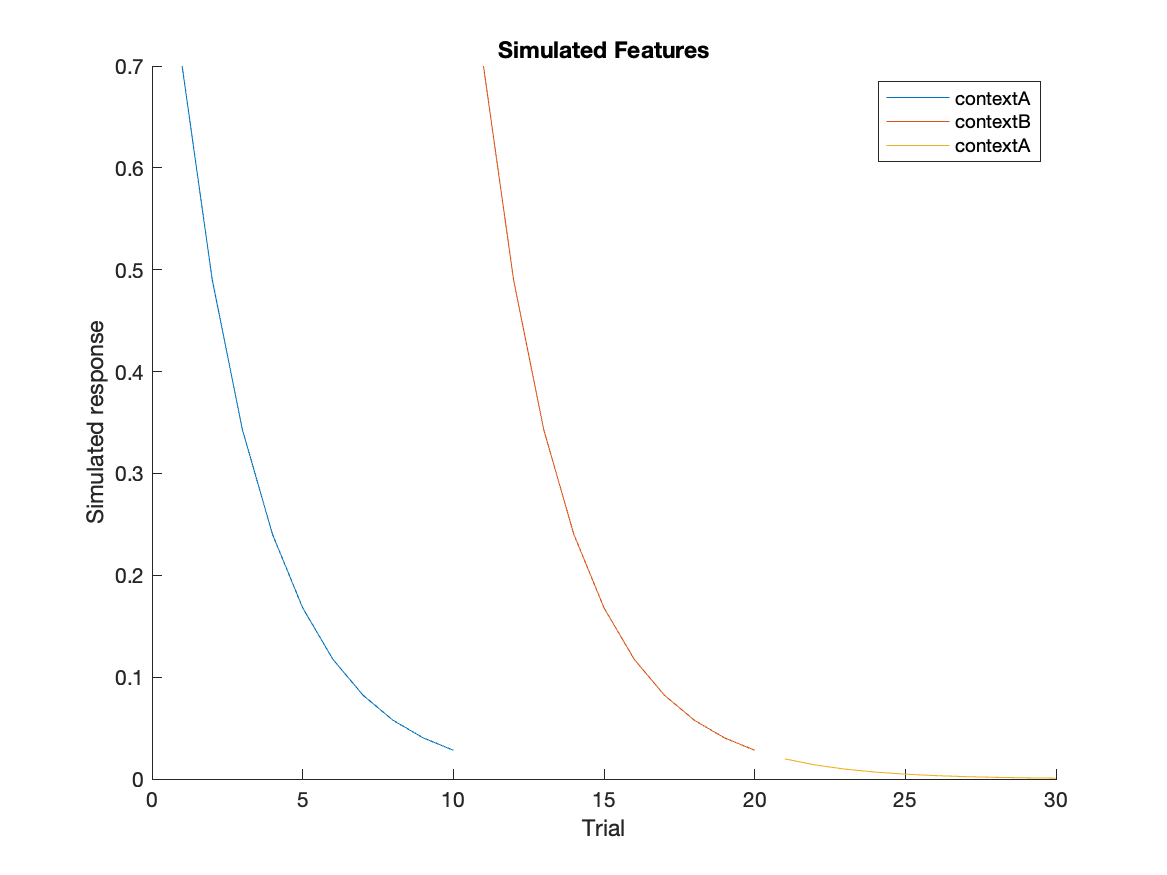 Simulated Features
contextA
contextB
contextA
0.7
0.6
0.5
0.4
0.3
0.2
0.1
0
Simulated response
0 5 10 15 20 25 30
Trial